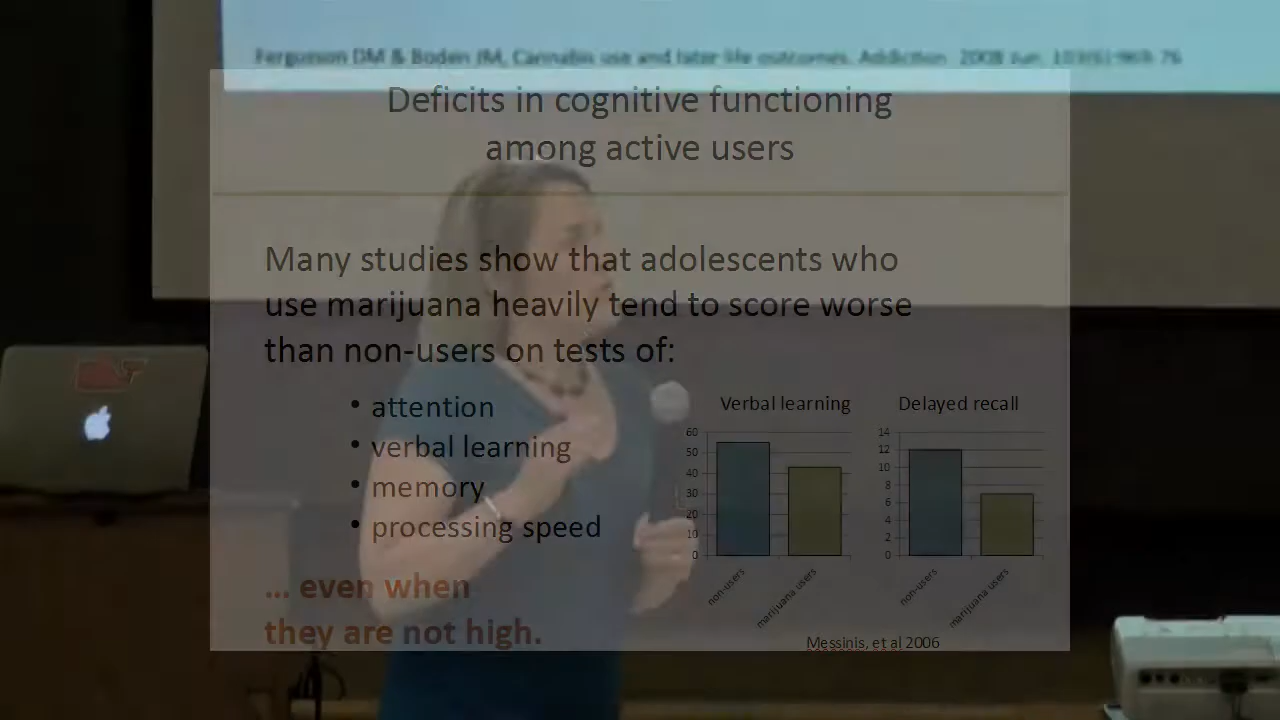 Ferguson DM & Boden JM, Cannabis use and later life outcomes. Addiction. 2008 Jun; 103(6):969-76
Deficits in cognitive functioning
among active users
Many studies show that adolescents who
use marijuana heavily tend to score worse
than non-users on tests of:
• attention
• verbal learning
• memory
• processing speed
... even when
they are not high.
Verbal learning
60
50
40
30
20
10
0
non-users
marijuana users
Delayed recall
14
12
10
8
6
4
2
0
non-users
marijuana users
Messinis, et al 2006